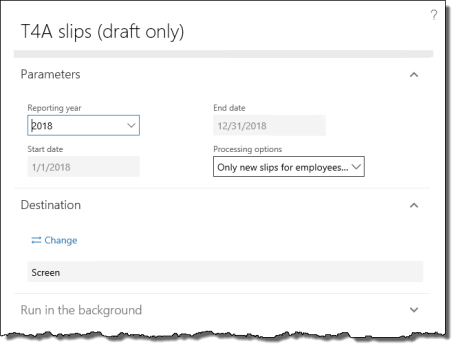 ?
T4A slips (draft only)
Parameters
Reporting year
2018
End date
12/31/2018
Start date
1/1/2018
Processing options
Only new slips for employees...
Destination
Change
Screen
Run in the background